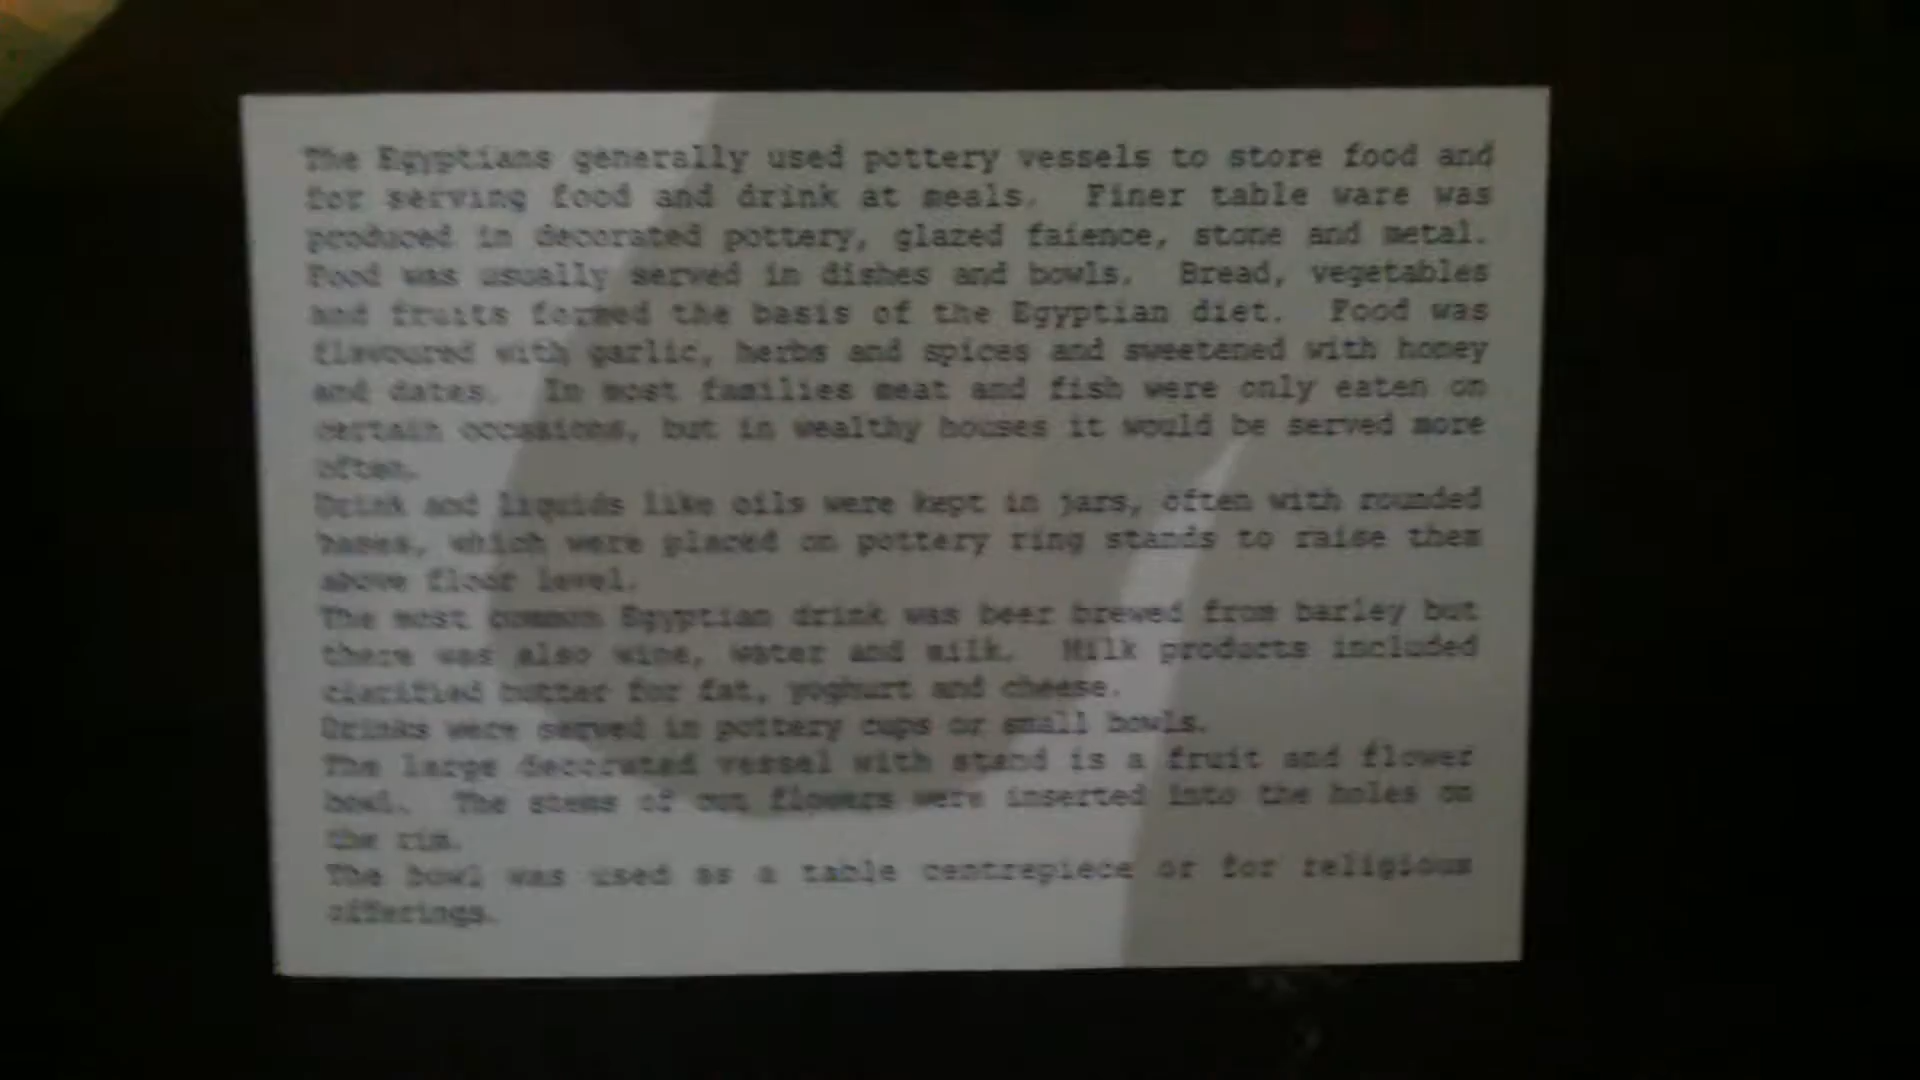 The Egyptians generally used pottery vessels to store food and
for serving food and drink at meals. Finer table ware was
produced in decorated pottery, glazed faience, stone and metal.
Food was usually served in dishes and bowls. Bread, vegetables
and fruits formed the basis of the Egyptian diet. Food was
flavoured with garlic, herbs and spices and sweetened with honey
and dates. In most families meat and fish were only eaten on
certain occasions, but in wealthy houses it would be served more
often.
Drink and liquids like oils were kept in jars, often with rounded
bases, which were placed on pottery ring stands to raise them
above floor level.
The most common Egyptian drink was beer brewed from barley but
there was also wine, water and milk. Milk products included
clarified butter for fat, yoghurt and cheese.
Drinks were served in pottery cups or small bowls.
The large decorated vessel with stand is a fruit and flower
bowl. The stems of cut flowers were inserted into the holes on
the rim.
The bowl was used as a table centrepiece or for religious
offerings.